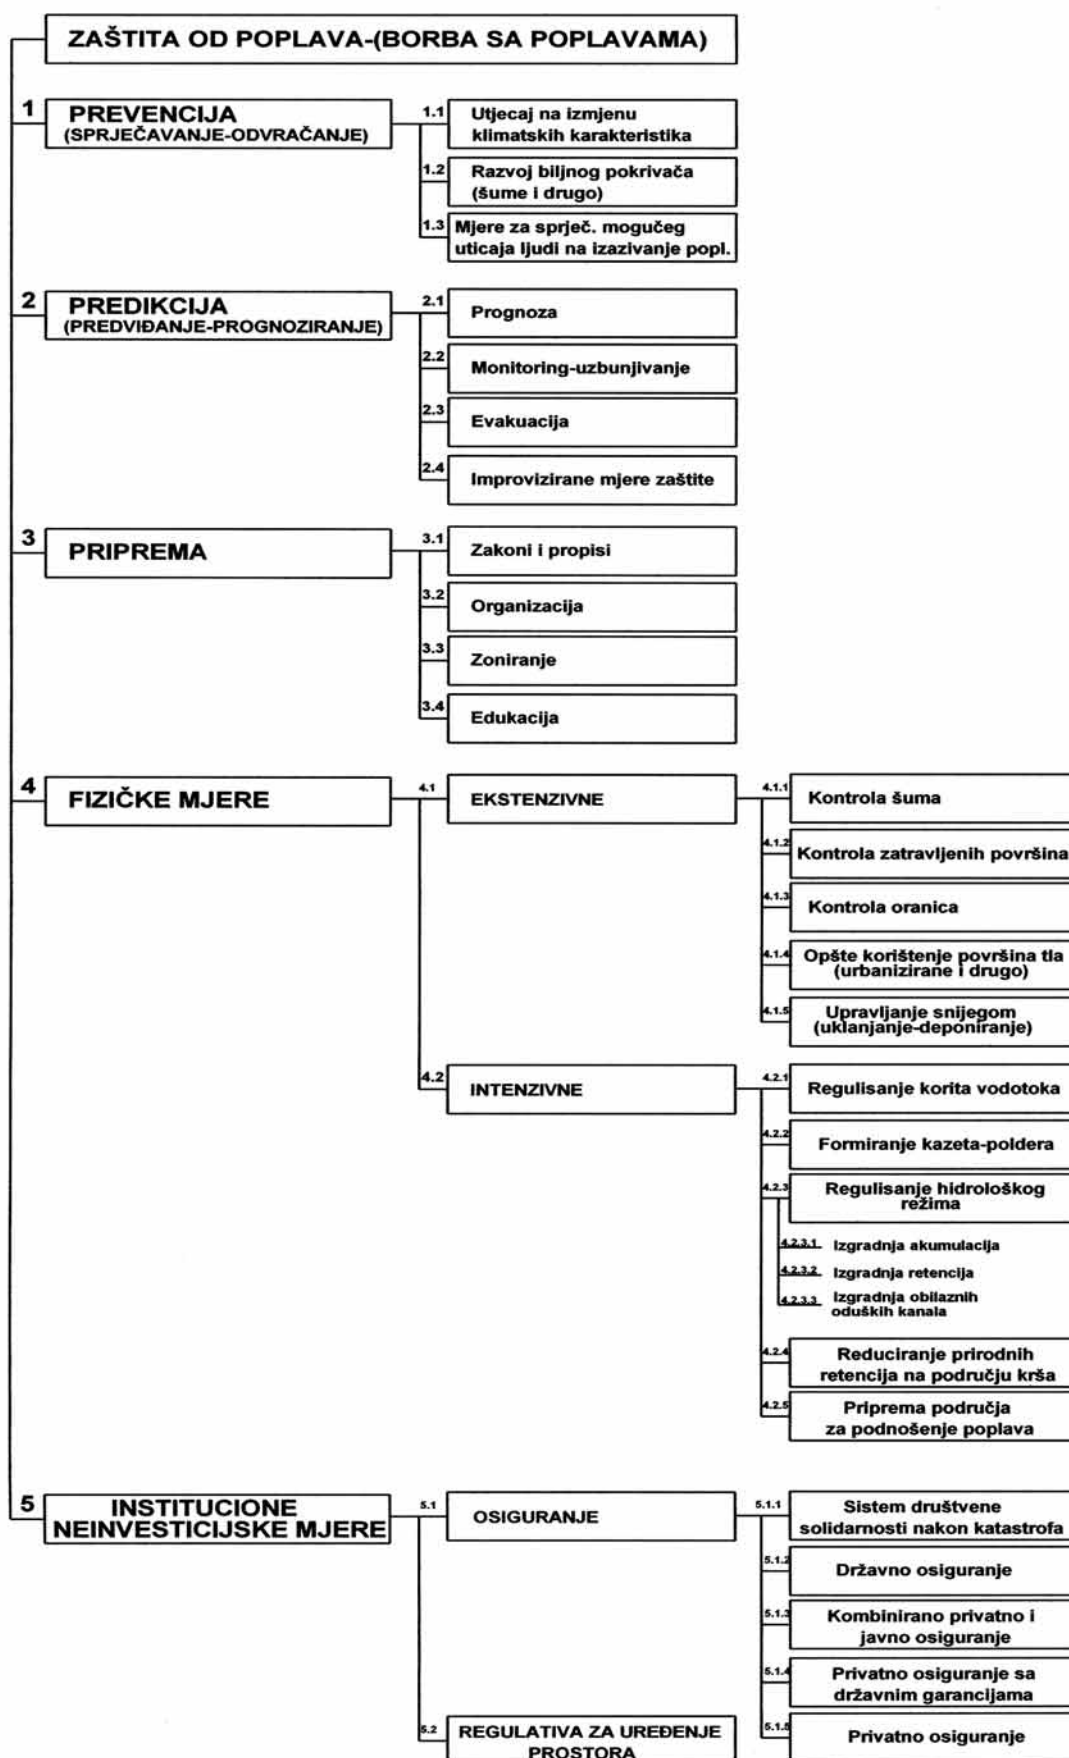 ZAŠTITA OD POPLAVA-(BORBA SA POPLAVAMA)
1
PREVENCIJA
(SPRJEČAVANJE-ODVRAČANJE)
1.1
Utjecaj na izmjenu
klimatskih karakteristika
1.2
Razvoj biljnog pokrivača
(šume i drugo)
1.3
Mjere za sprječ. mogučeg
uticaja ljudi na izazivanje popl.
2
PREDIKCIJA
(PREDVIĐANJE-PROGNOZIRANJE)
2.1
Prognoza
2.2
Monitoring-uzbunjivanje
2.3
Evakuacija
2.4
Improvizirane mjere zaštite
3
PRIPREMA
3.1
Zakoni i propisi
3.2
Organizacija
3.3
Zoniranje
3.4
Edukacija
4
FIZIČKE MJERE
4.1
EKSTENZIVNE
4.1.1
Kontrola šuma
4.1.2
Kontrola zatravljenih površina
4.1.3
Kontrola oranica
4.1.4
Opšte korištenje površina tla
(urbanizirane i drugo)
4.1.5
Upravljanje snijegom
(uklanjanje-deponiranje)
4.2
INTENZIVNE
4.2.1
Regulisanje korita vodotoka
4.2.2
Formiranje kazeta-poldera
4.2.3
Regulisanje hidrološkog
režima
4.2.3.1
Izgradnja akumulacija
4.2.3.2
Izgradnja retencija
4.2.3.3
Izgradnja obilaznih
oduških kanala
4.2.4
Reduciranje prirodnih
retencija na području krša
4.2.5
Priprema područja
za podnošenje poplava
5
INSTITUCIONE
NEINVESTICIJSKE MJERE
5.1
OSIGURANJE
5.1.1
Sistem društvene
solidarnosti nakon katastrofa
5.1.2
Državno osiguranje
5.1.3
Kombinirano privatno i
javno osiguranje
5.1.4
Privatno osiguranje sa
državnim garancijama
5.1.5
Privatno osiguranje
5.2
REGULATIVA ZA UREĐENJE
PROSTORA